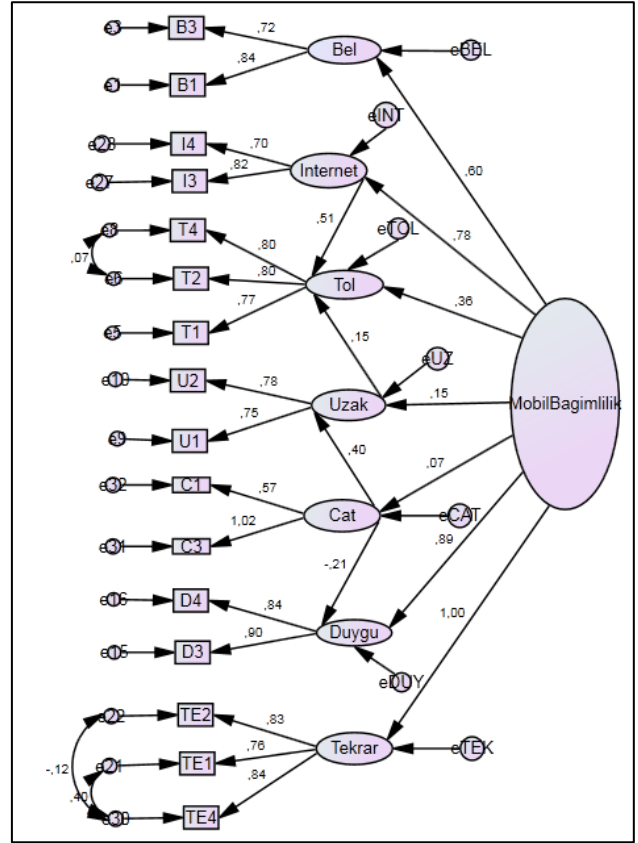 e3 B3 ,72 Bel eBEL
e1 B1 ,84
,60
eINT
e28 I4 ,70 Internet
e27 I3 ,82
,51 ,78
eTOL
e8 T4 ,80
,07 e6 T2 ,80 Tol
e5 T1 ,77
,36
,15
eUZ
e10 U2 ,78 Uzak ,15 MobilBagimlilik
e9 U1 ,75
,40 ,07
e32 C1 ,57 Cat eCAT
e31 C3 1,02
-,21 ,89
e16 D4 ,84 Duygu 1,00
e15 D3 ,90
eDUY
e22 TE2 ,83 Tekrar eTEK
-,12 e21 TE1 ,76
,40 e30 TE4 ,84